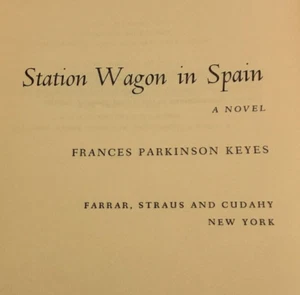 Station Wagon in Spain
A NOVEL
FRANCES PARKINSON KEYES
FARRAR, STRAUS AND CUDAHY
NEW YORK